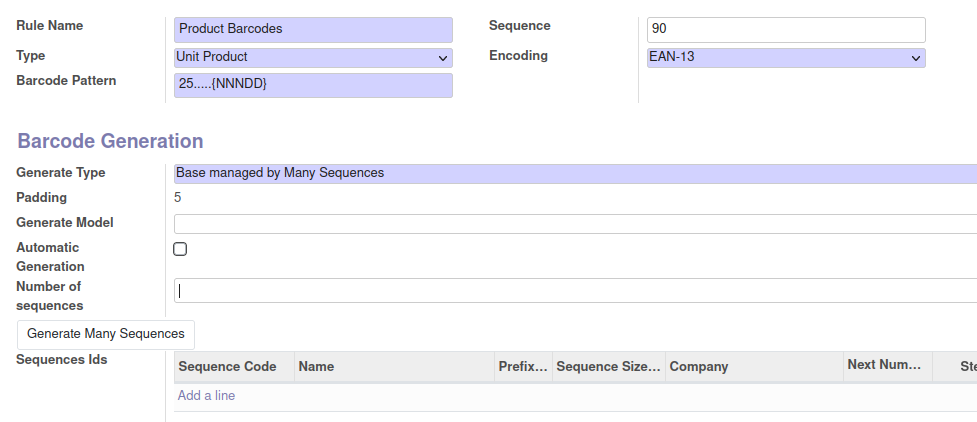 Rule Name Product Barcodes Sequence 90
Type Unit Product Encoding EAN-13
Barcode Pattern 25.....{NNNDD}
Barcode Generation
Generate Type Base managed by Many Sequences
Padding 5
Generate Model
Automatic
Generation
Number of
sequences
Generate Many Sequences
Sequences Ids Sequence Code Name Prefix... Sequence Size... Company Next Num... Ste
Add a line